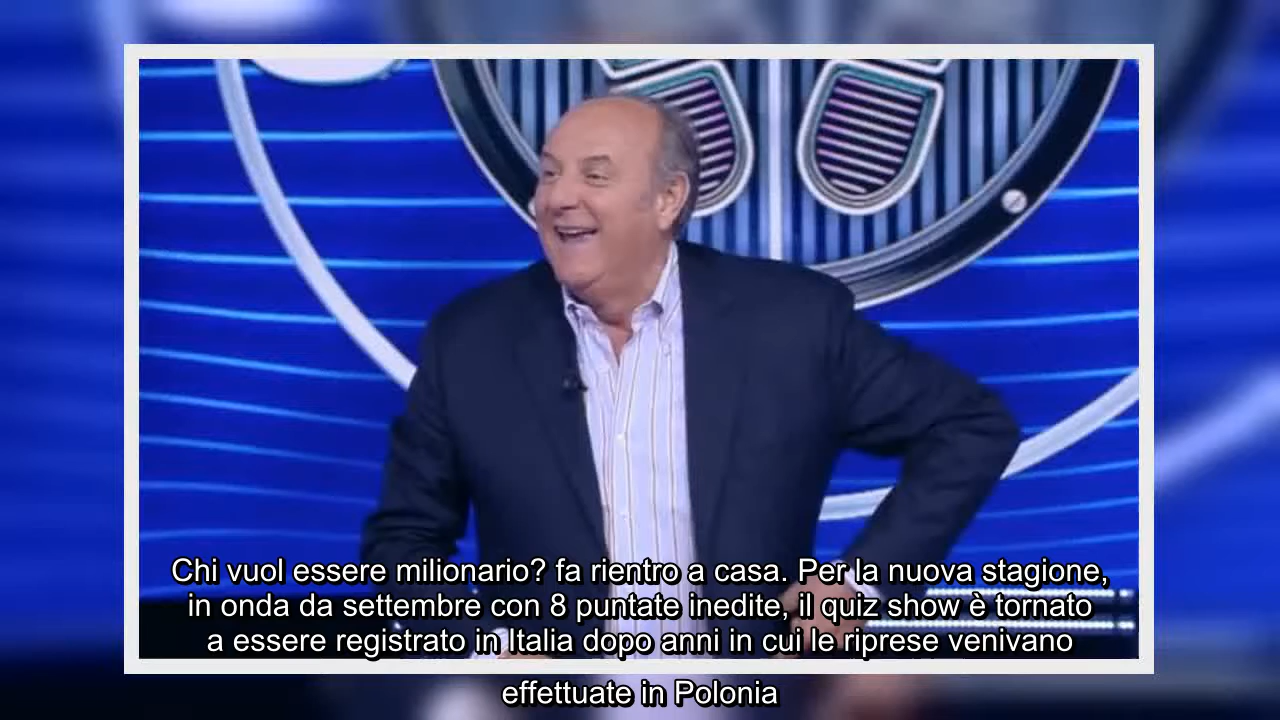 Chi vuol essere milionario? fa rientro a casa. Per la nuova stagione,
in onda da settembre con 8 puntate inedite, il quiz show è tornato
a essere registrato in Italia dopo anni in cui le riprese venivano
effettuate in Polonia